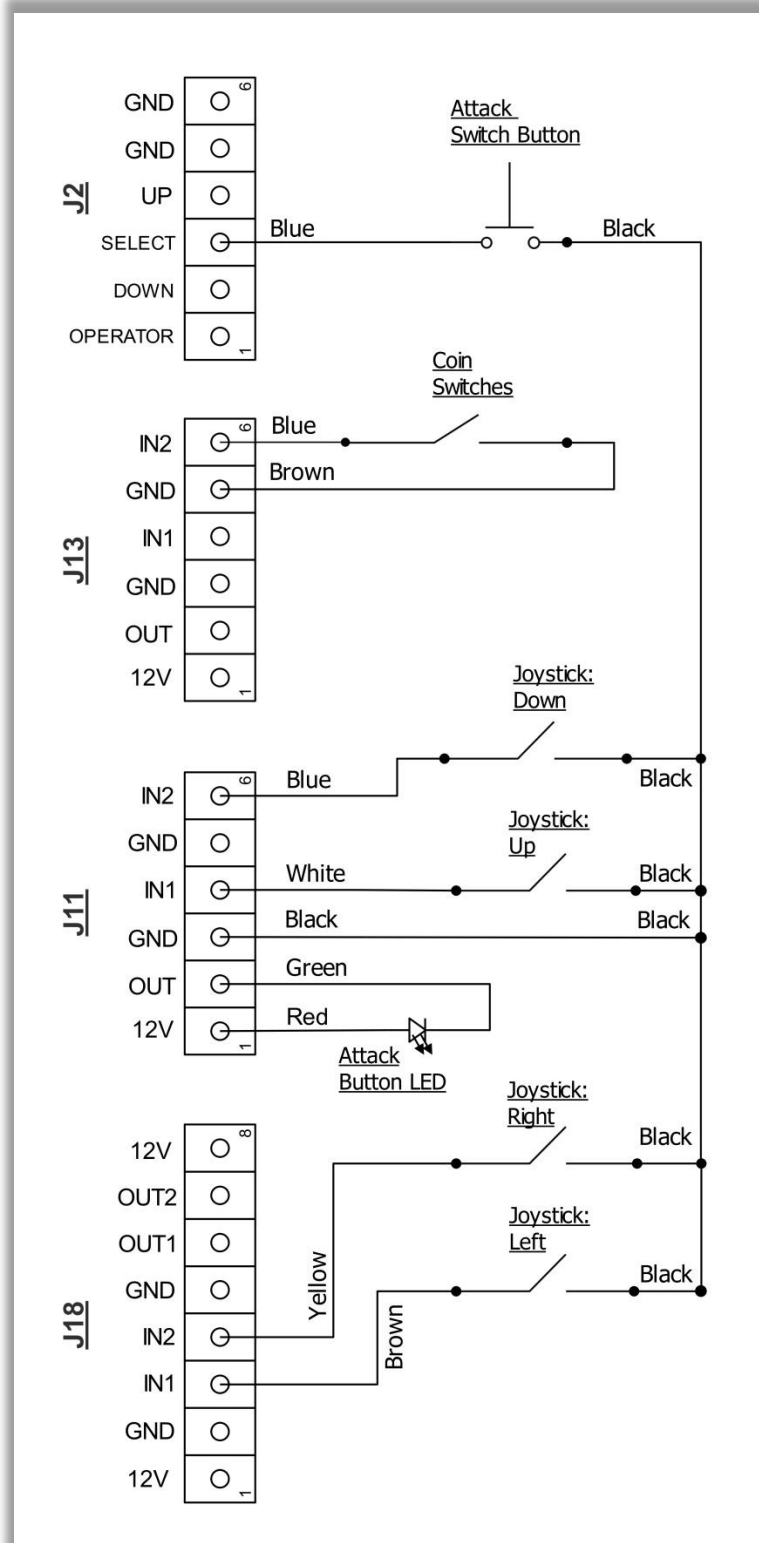 J2
GND 6
GND
UP
SELECT
DOWN
OPERATOR 1
Attack
Switch Button
Blue
Black
J13
IN2 6
GND
IN1
GND
OUT
12V 1
Coin
Switches
Blue
Brown
J11
IN2 6
GND
IN1
GND
OUT
12V 1
Joystick:
Down
Blue
Black
Joystick:
Up
White
Black
Black
Black
Green
Red
Attack
Button LED
J18
12V 8
OUT2
OUT1
GND
IN2
IN1
GND
12V 1
Joystick:
Right
Black
Yellow
Joystick:
Left
Black
Brown